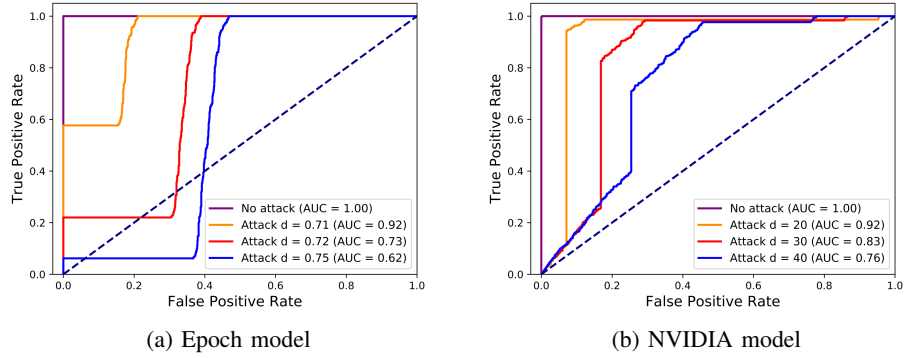 1.0
0.8
0.6
0.4
0.2
0.0
True Positive Rate
0.0 0.2 0.4 0.6 0.8 1.0
False Positive Rate
No attack (AUC = 1.00)
Attack d = 0.71 (AUC = 0.92)
Attack d = 0.72 (AUC = 0.73)
Attack d = 0.75 (AUC = 0.62)
(a) Epoch model
1.0
0.8
0.6
0.4
0.2
0.0
True Positive Rate
0.0 0.2 0.4 0.6 0.8 1.0
False Positive Rate
No attack (AUC = 1.00)
Attack d = 20 (AUC = 0.92)
Attack d = 30 (AUC = 0.83)
Attack d = 40 (AUC = 0.76)
(b) NVIDIA model